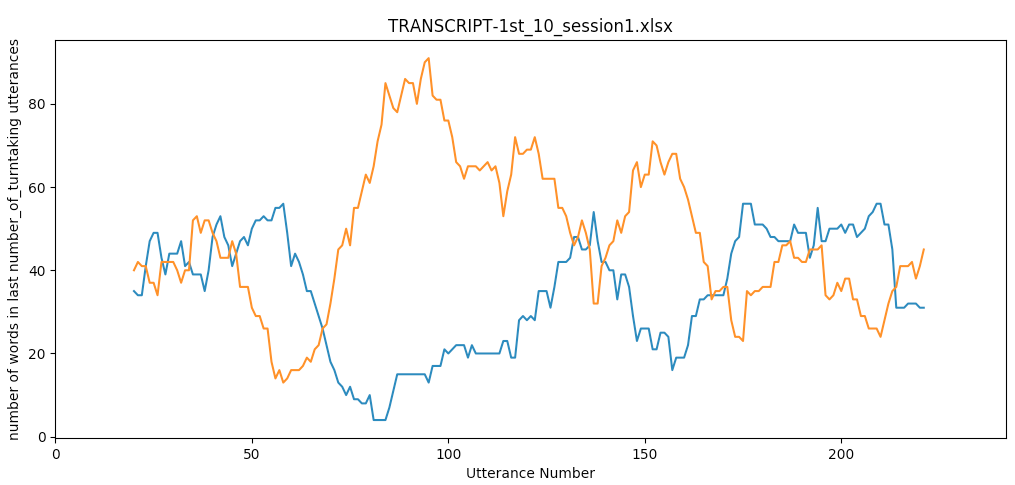 TRANSCRIPT-1st_10_session1.xlsx
number of words in last number_of_turntaking utterances
80
60
40
20
0
0 50 100 150 200
Utterance Number